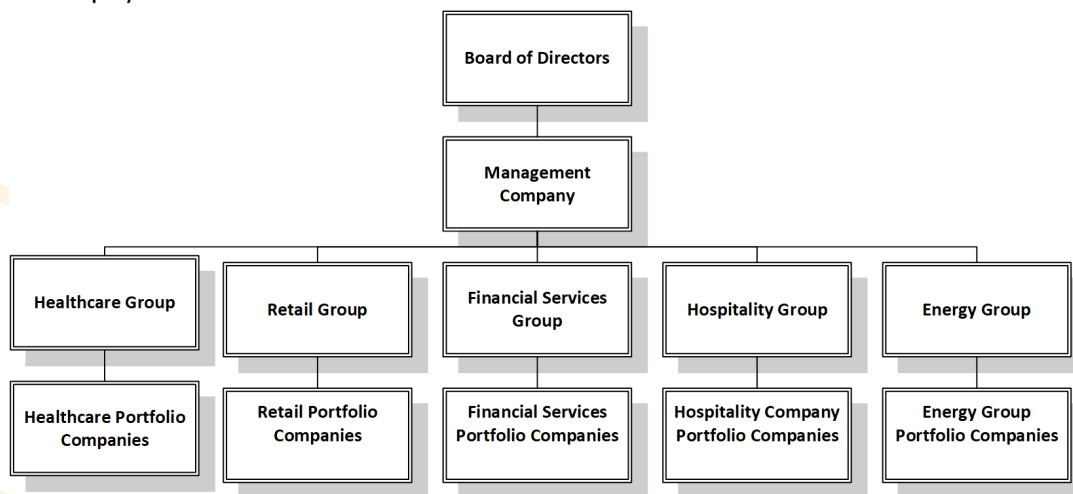 Board of Directors
Management
Company
Healthcare Group
Retail Group
Financial Services
Group
Hospitality Group
Energy Group
Healthcare Portfolio
Companies
Retail Portfolio
Companies
Financial Services
Portfolio Companies
Hospitality Company
Portfolio Companies
Energy Group
Portfolio Companies